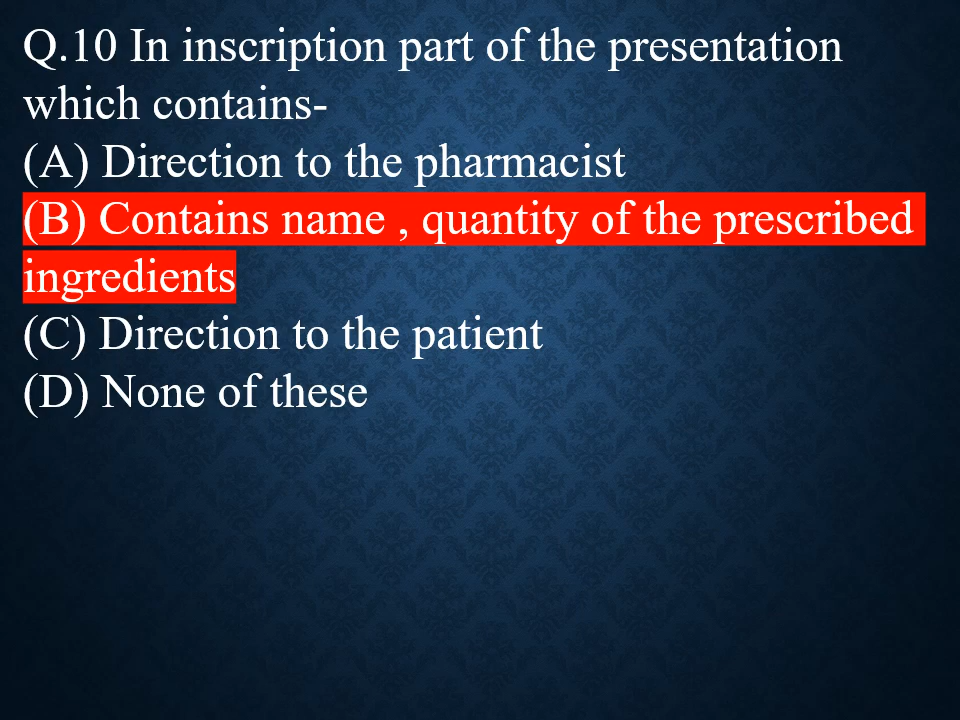 Q.10 In inscription part of the presentation
which contains-
(A) Direction to the pharmacist
(B) Contains name , quantity of the prescribed
ingredients
(C) Direction to the patient
(D) None of these